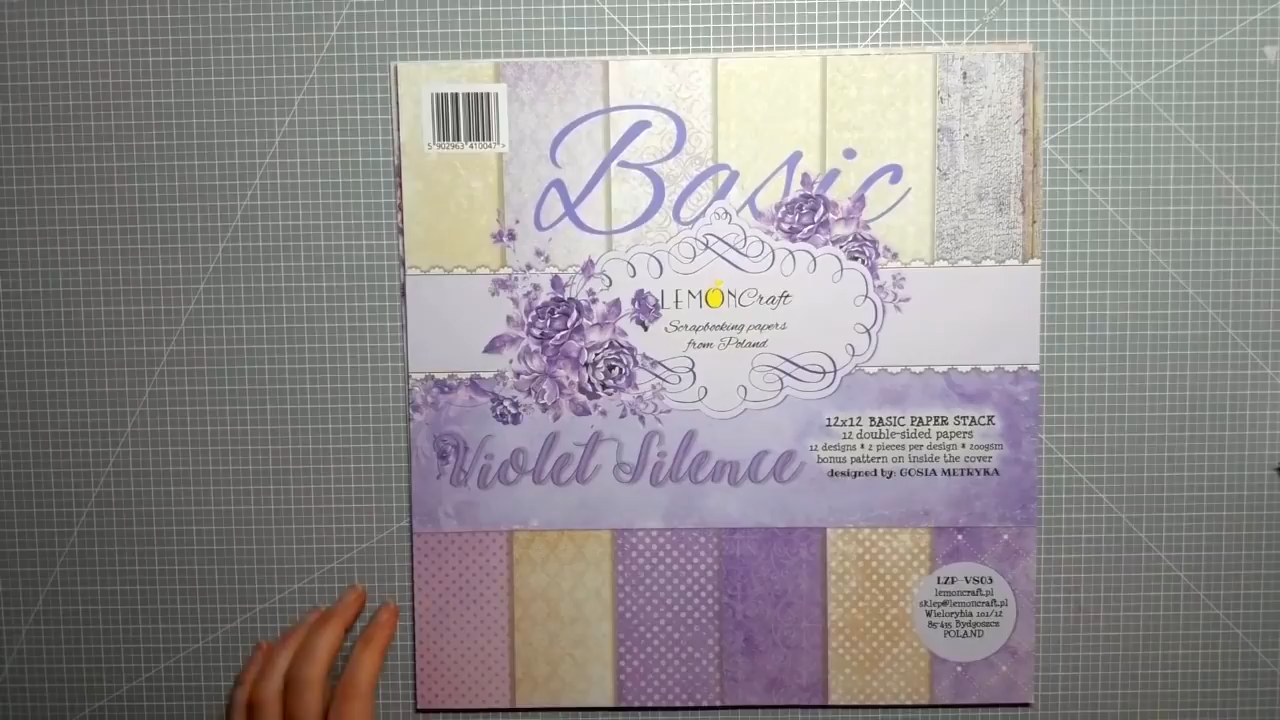 5 902963 410047 >
Basic
LEMONCraft
Scrapbooking papers
from Poland
Violet Silence
12x12 BASIC PAPER STACK
12 double-sided papers
12 designs * 2 pieces per design * 200gsm
bonus pattern on inside the cover
designed by: GOSIA METRYKA
LZP-VS03
lemoncraft.pl
sklep@lemoncraft.pl
Wielorybia 101/12
85-415 Bydgoszcz
POLAND